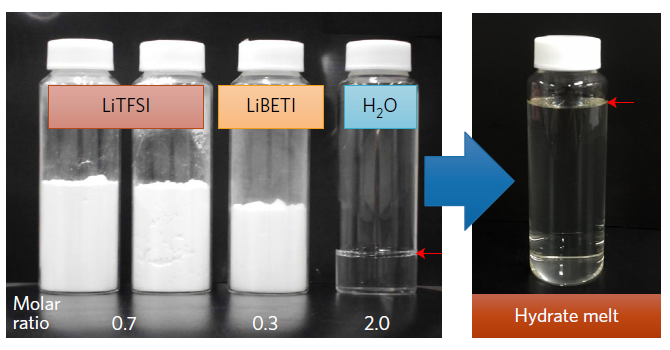 LiTFSI
LiBETI
H₂O
Molar
ratio
0.7
0.3
2.0
Hydrate melt